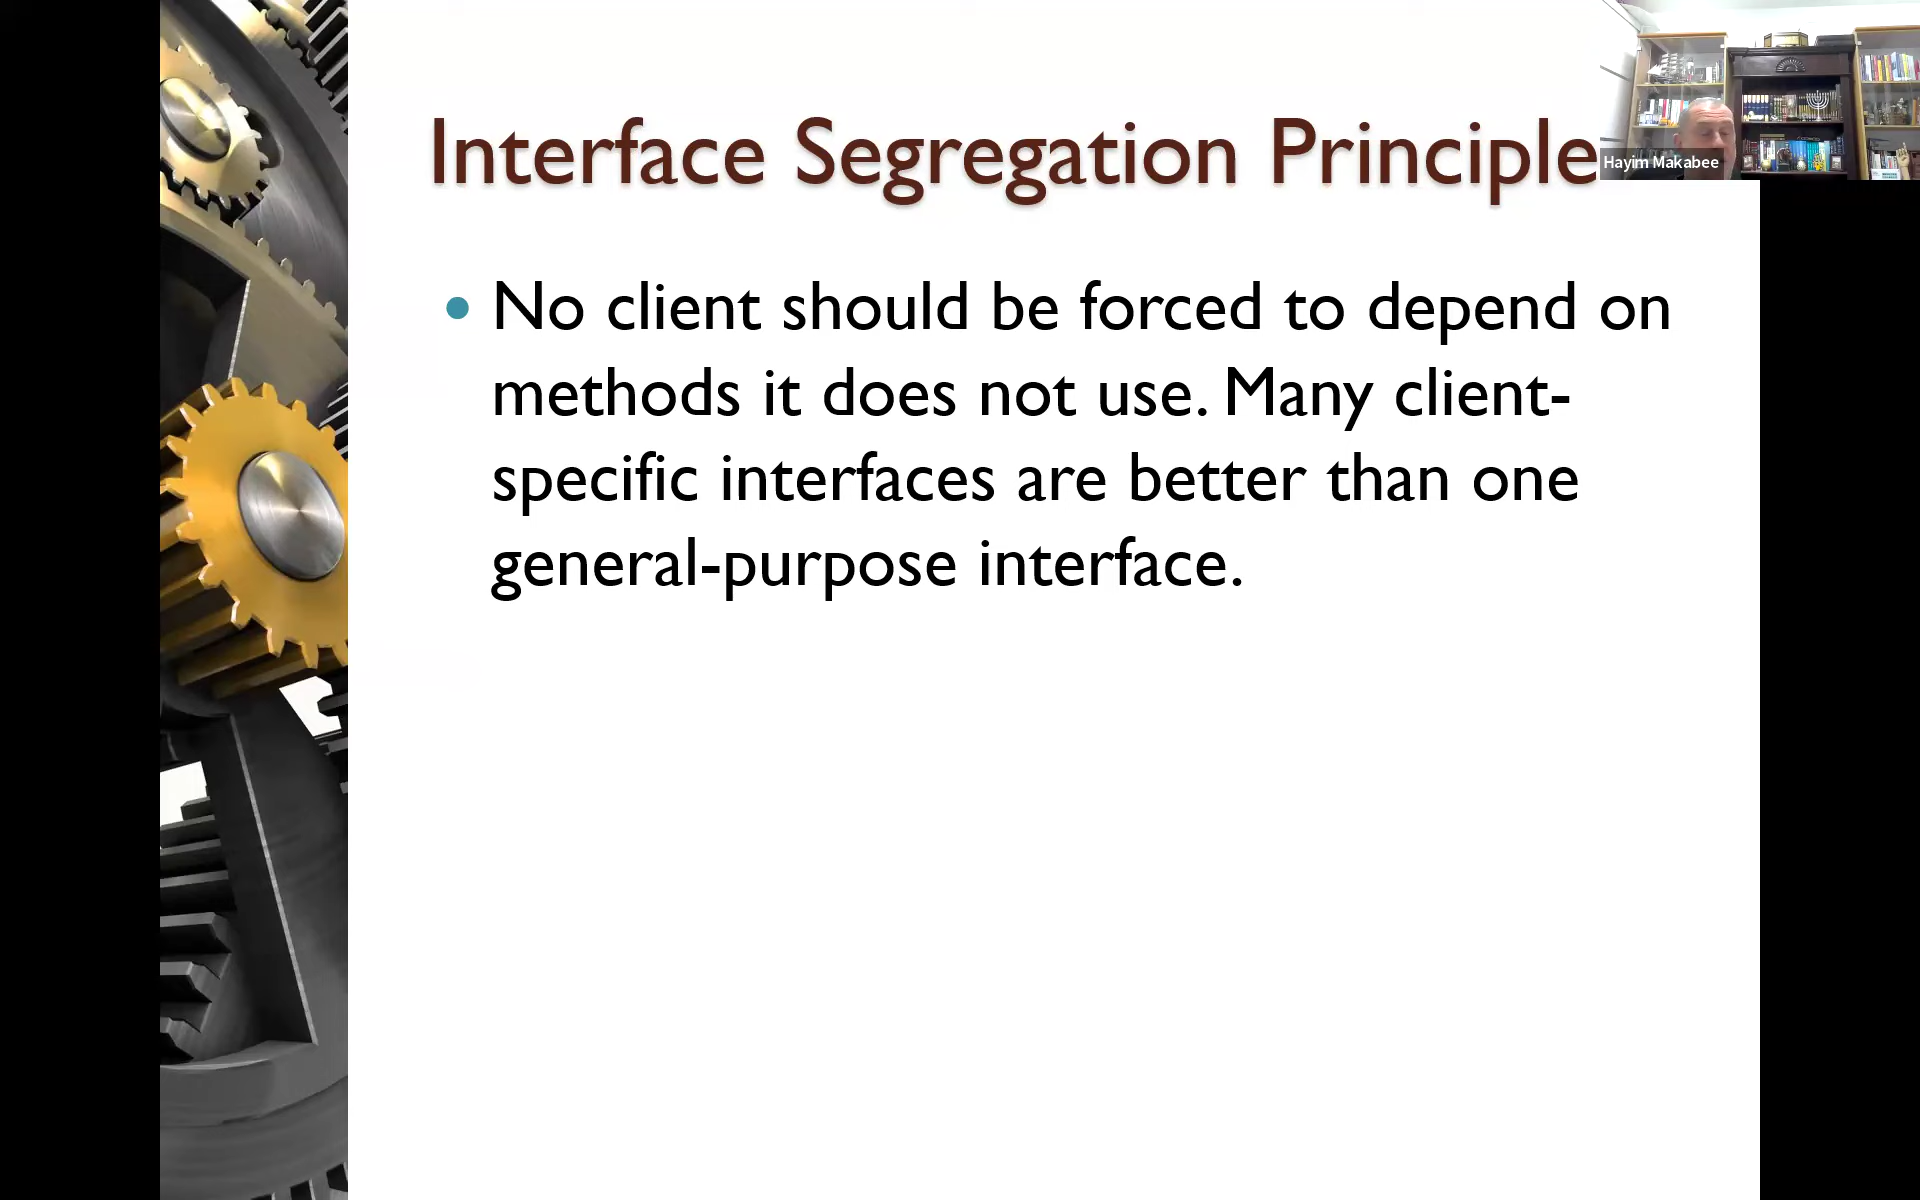 Interface Segregation Principle
Hayim Makabee
• No client should be forced to depend on
methods it does not use. Many client-
specific interfaces are better than one
general-purpose interface.